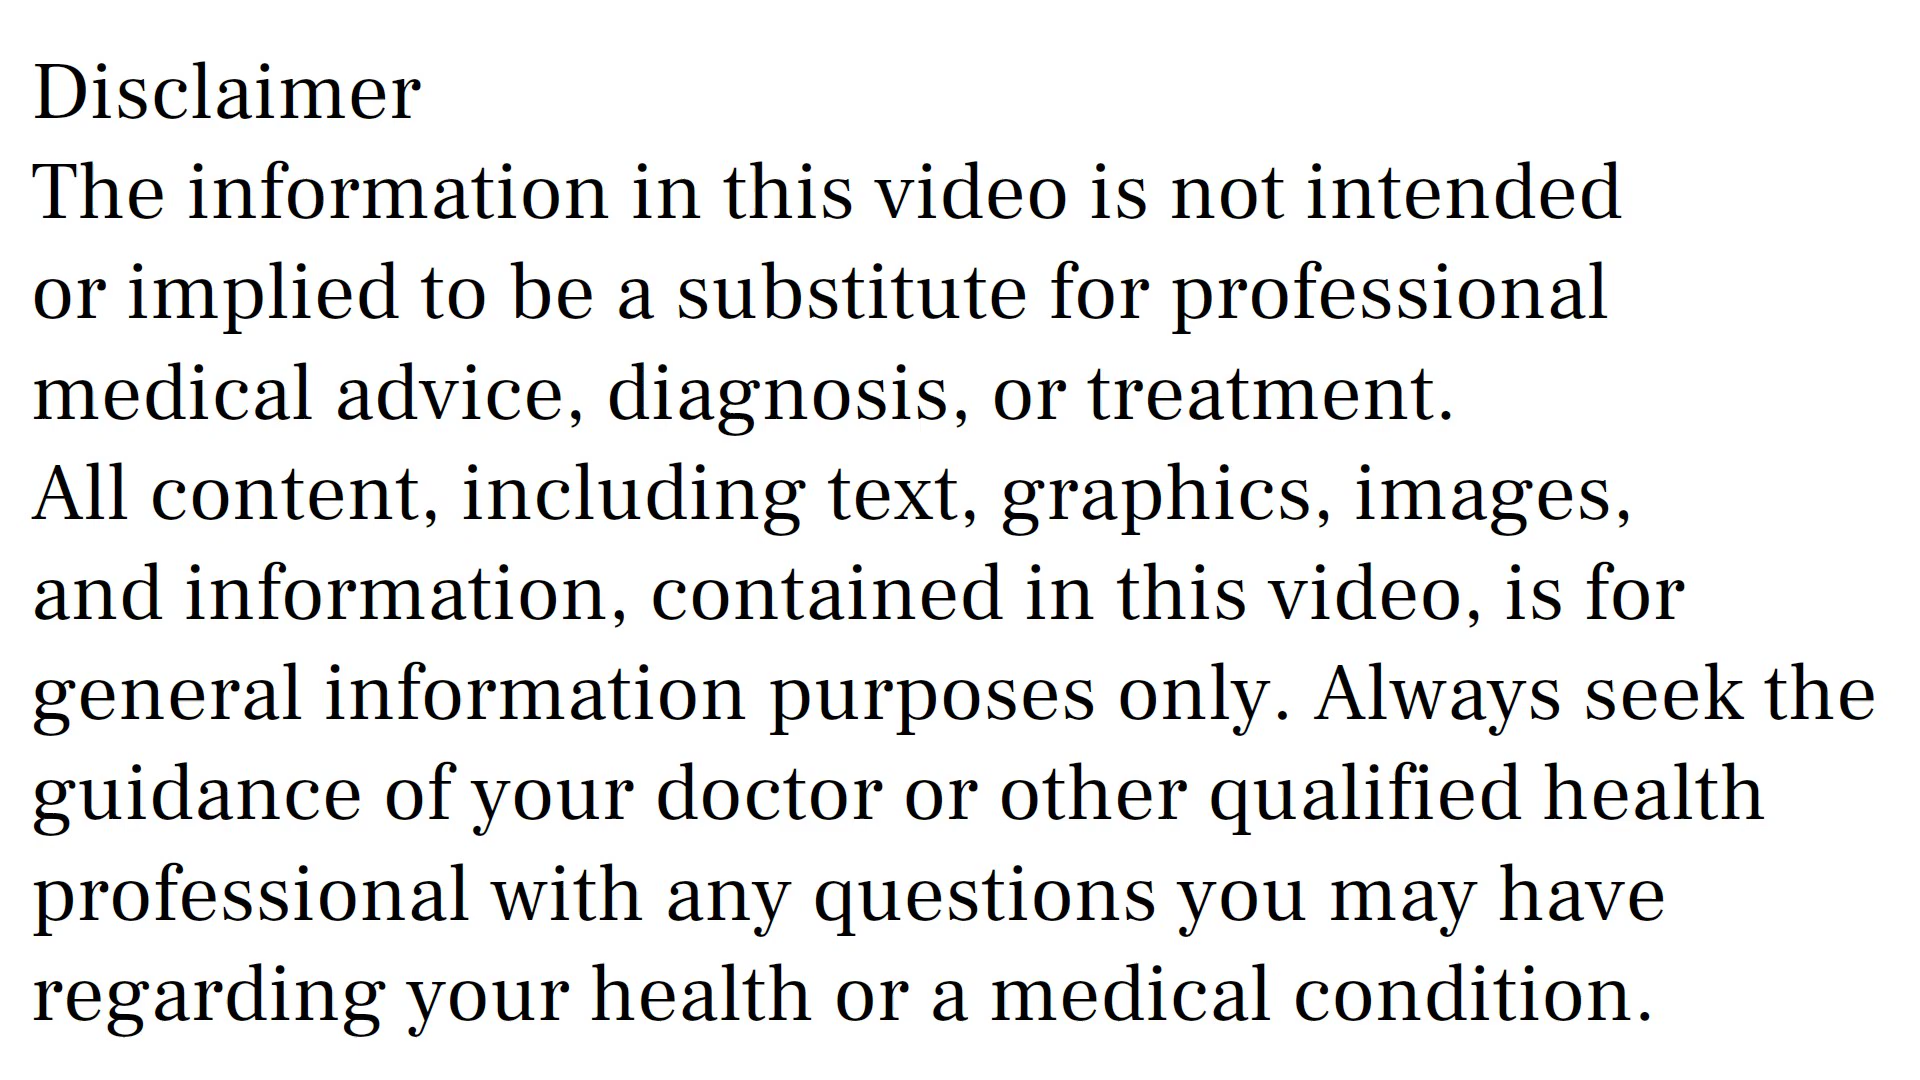 Disclaimer
The information in this video is not intended
or implied to be a substitute for professional
medical advice, diagnosis, or treatment.
All content, including text, graphics, images,
and information, contained in this video, is for
general information purposes only. Always seek the
guidance of your doctor or other qualified health
professional with any questions you may have
regarding your health or a medical condition.